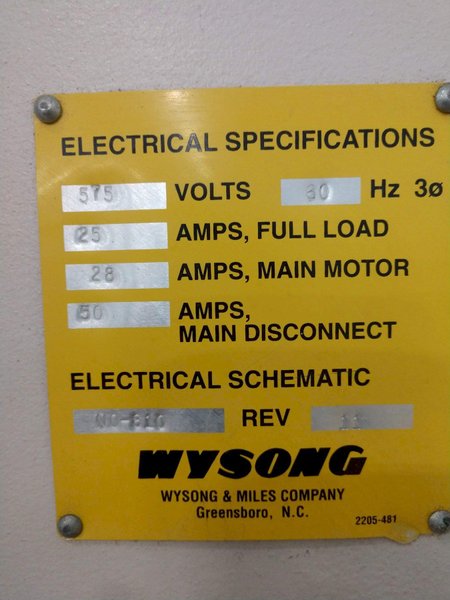 ELECTRICAL SPECIFICATIONS
575 VOLTS 60 Hz 3ø
25 AMPS, FULL LOAD
28 AMPS, MAIN MOTOR
50 AMPS,
MAIN DISCONNECT
ELECTRICAL SCHEMATIC
REV 11
WYSONG
WYSONG & MILES COMPANY
Greensboro, N.C.
2205-481